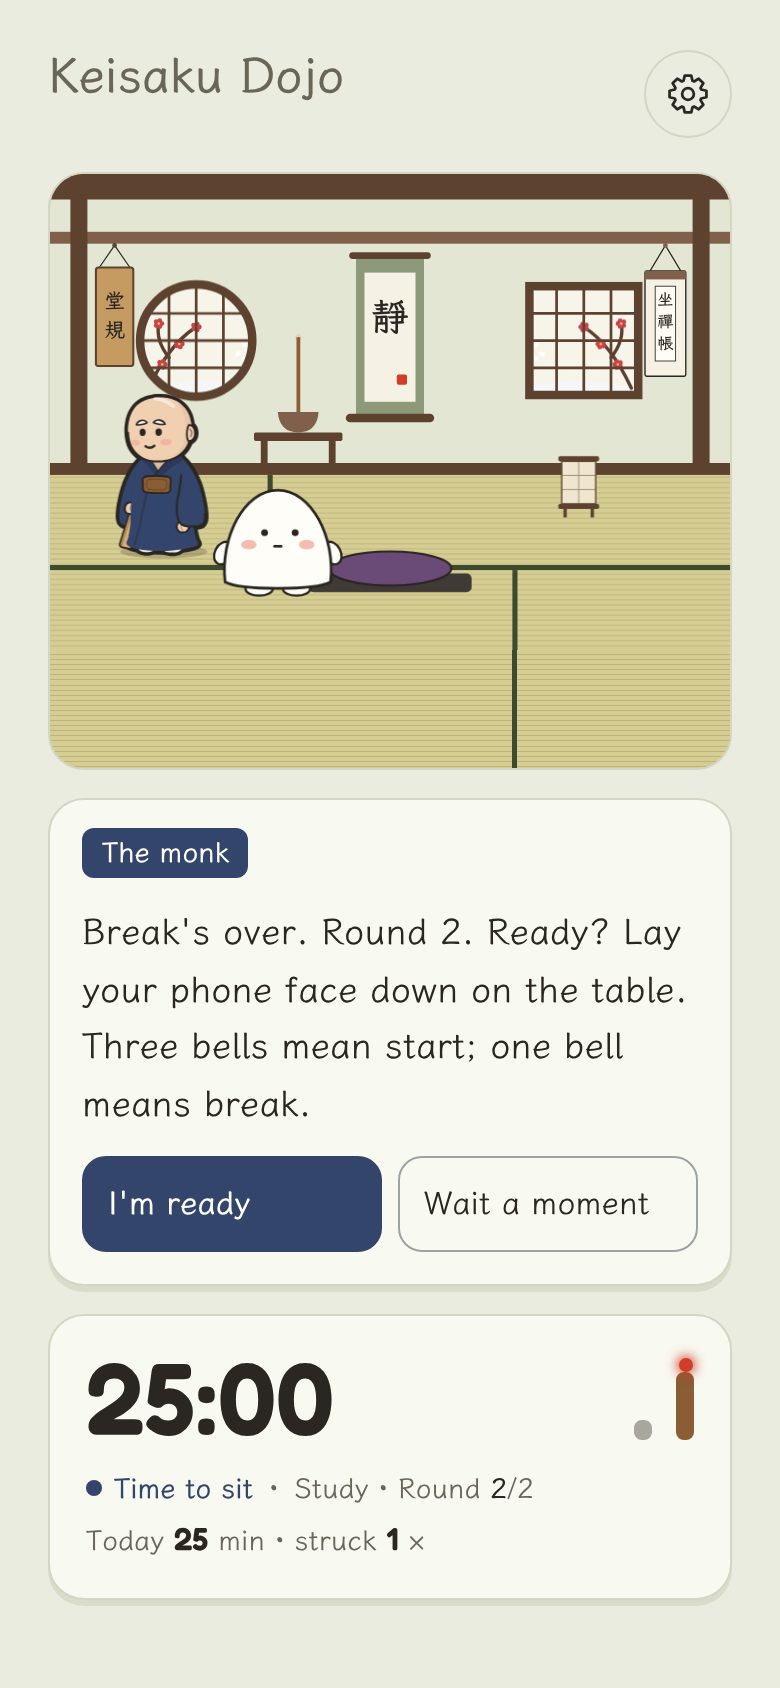 Keisaku Dojo
堂規
靜
坐禪帳
The monk
Break's over. Round 2. Ready? Lay
your phone face down on the table.
Three bells mean start; one bell
means break.
I'm ready
Wait a moment
25:00
Time to sit • Study • Round 2/2
Today 25 min • struck 1 ×